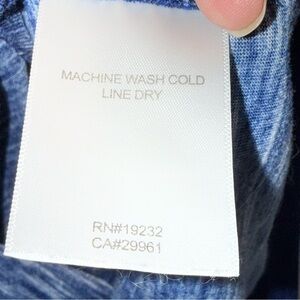 MACHINE WASH COLD
LINE DRY
RN#19232
CA#29961